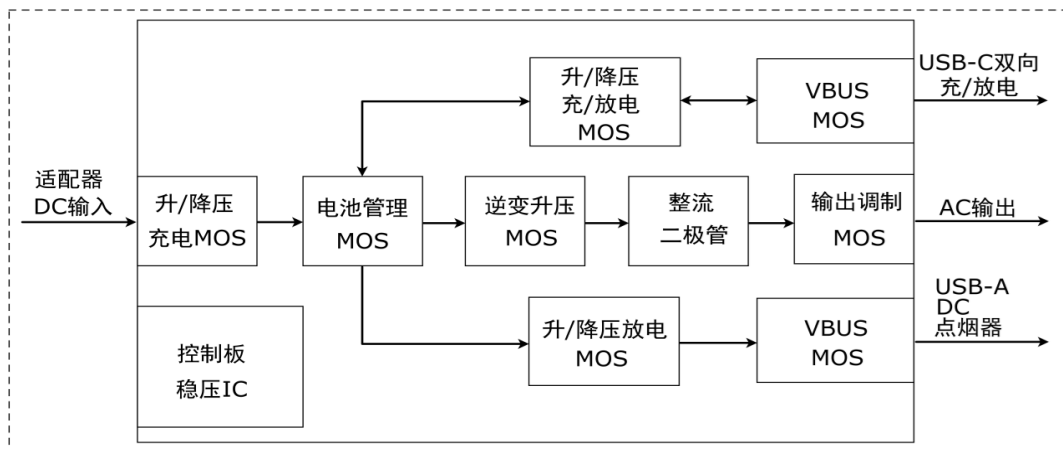 升/降压
充/放电
MOS
VBUS
MOS
USB-C双向
充/放电
适配器
DC输入
升/降压
充电MOS
电池管理
MOS
逆变升压
MOS
整流
二极管
输出调制
MOS
AC输出
控制板
稳压IC
升/降压放电
MOS
VBUS
MOS
USB-A
DC
点烟器